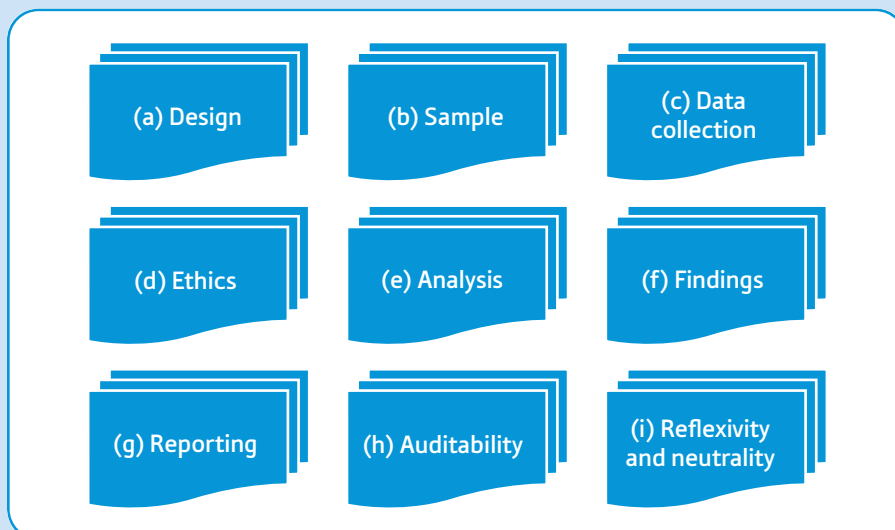 (a) Design
(b) Sample
(c) Data
collection
(d) Ethics
(e) Analysis
(f) Findings
(g) Reporting
(h) Auditability
(i) Reflexivity
and neutrality